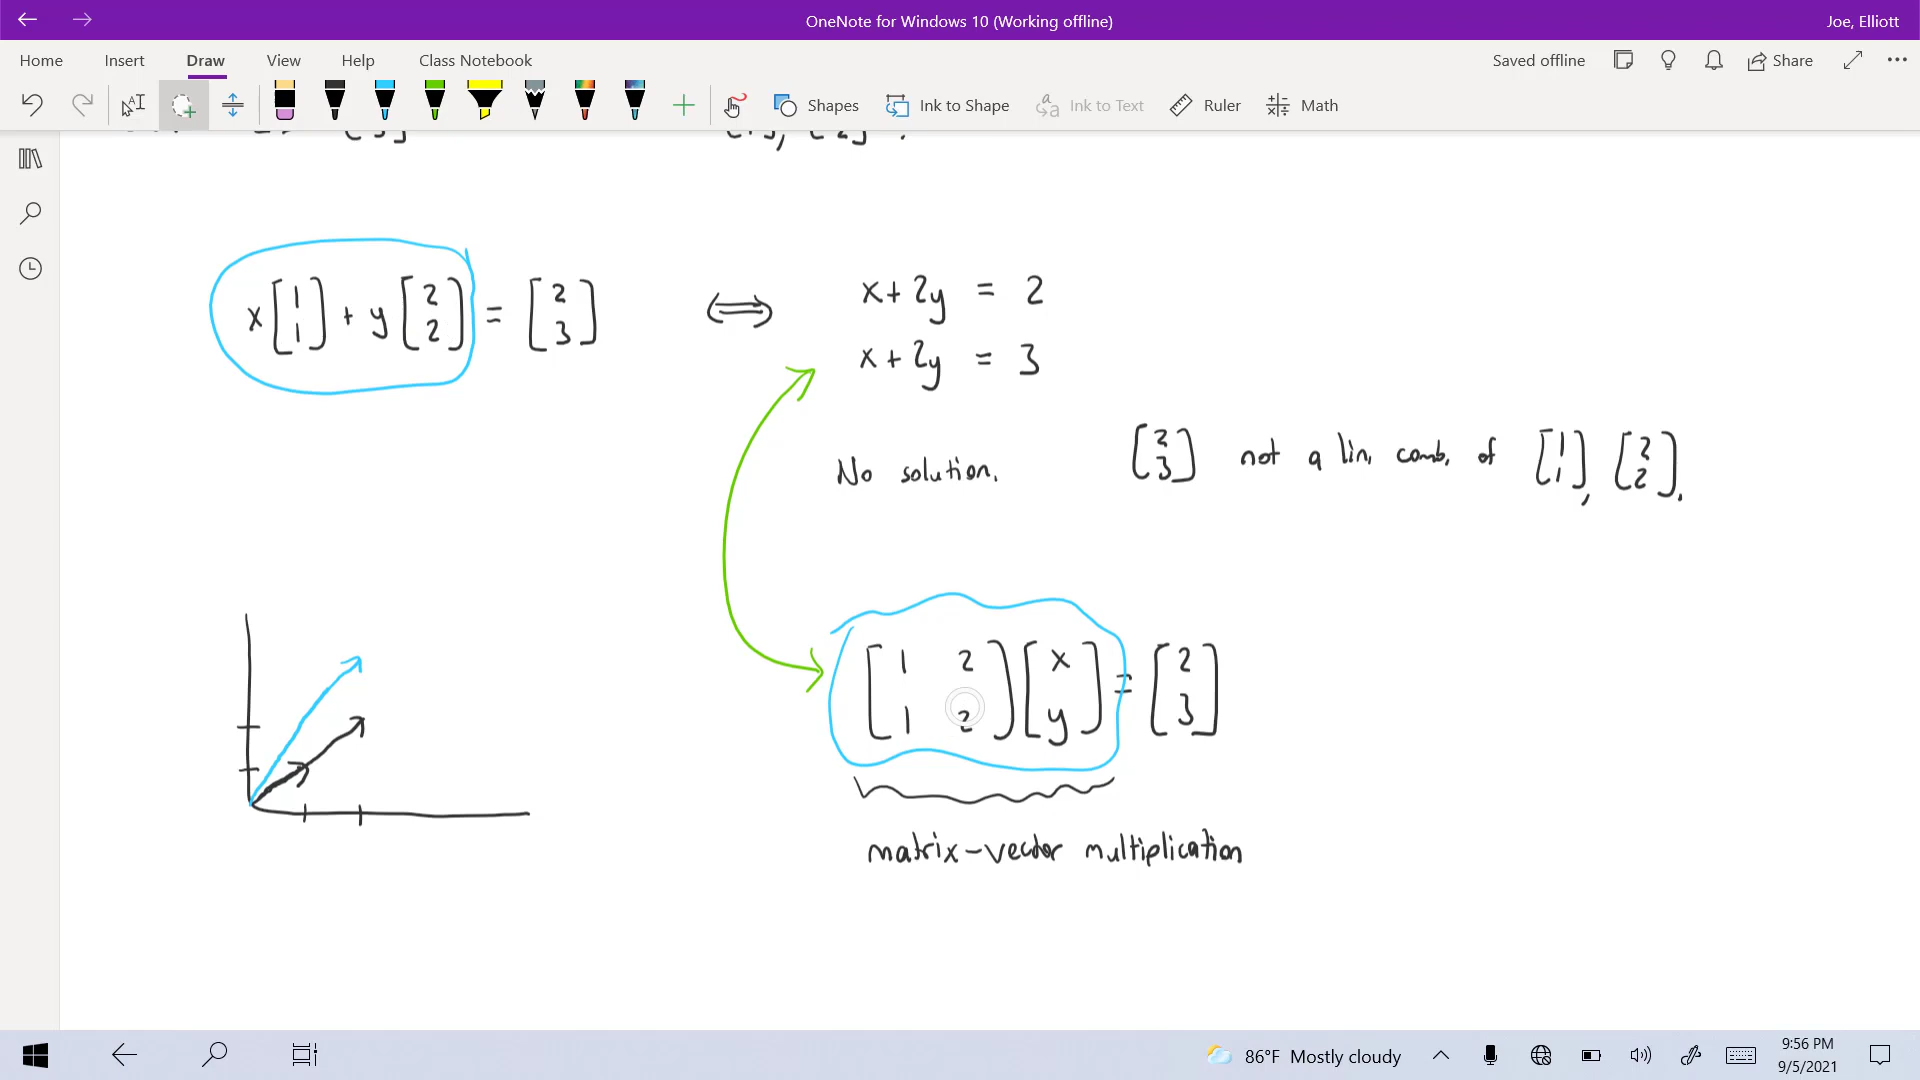 OneNote for Windows 10 (Working offline)
Joe, Elliott
Home Insert Draw View Help Class Notebook
Saved offline Share
Shapes Ink to Shape Ink to Text Ruler Math
x[1 1] + y[2 2] = [2 3] ⟺ x + 2y = 2
x + 2y = 3
No solution.
[2 3] not a lin. comb. of [1 1], [2 2].
[1 2
1 2] [x
y] = [2
3]
matrix-vector multiplication
86°F Mostly cloudy
9:56 PM
9/5/2021